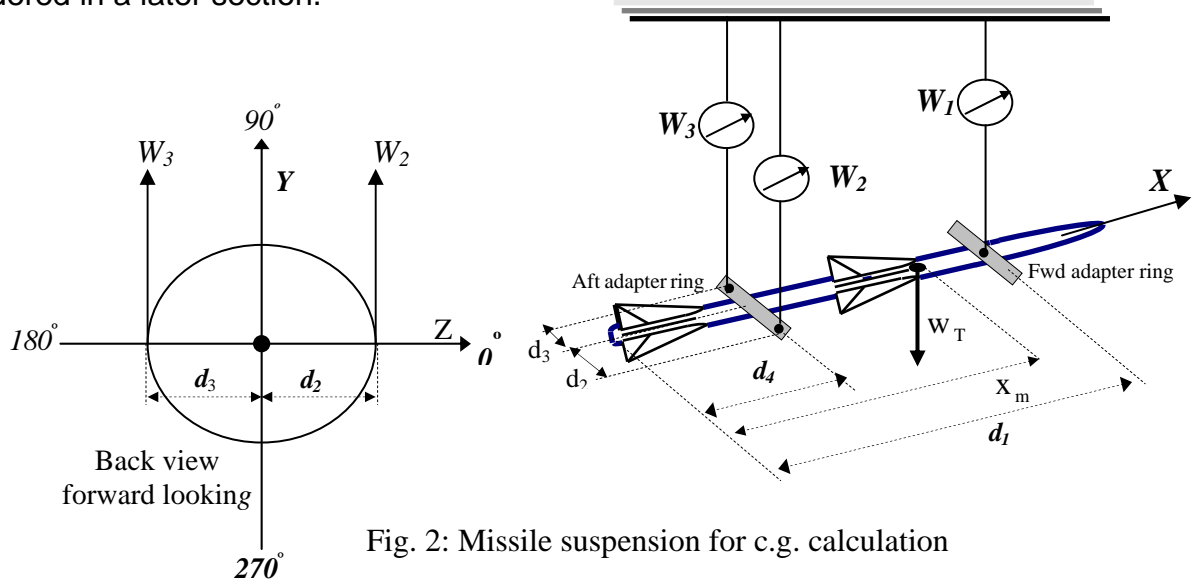 dered in a later section.
90°
W3
W2
Y
180°
Z
0°
d3
d2
Back view
forward looking
270°
W1
W3
W2
X
Aft adapter ring
Fwd adapter ring
WT
d3
d2
d4
xm
d1
Fig. 2: Missile suspension for c.g. calculation